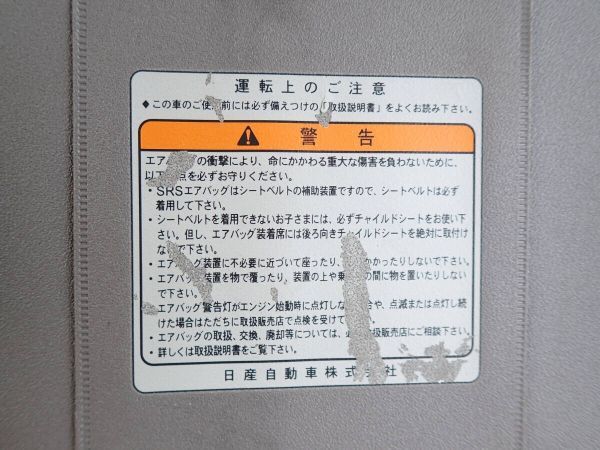 運転上のご注意
◆この車のご使用前には必ず備えつけの「取扱説明書」をよくお読み下さい。
警告
エアバッグの衝撃により、命にかかわる重大な傷害を負わないために、
以下の点を必ずお守りください。
・SRSエアバッグはシートベルトの補助装置ですので、シートベルトは必ず
着用して下さい。
・シートベルトを着用できないお子さまには、必ずチャイルドシートをお使い下
さい。但し、エアバッグ装着席には後ろ向きチャイルドシートを絶対に取付け
ないで下さい。
・エアバッグ装置に不必要に近づいて座ったり、かかったりしないで下さい。
・エアバッグ装置を物で覆ったり、装置の上や乗員の間に物を置いたりしない
で下さい。
・エアバッグ警告灯がエンジン始動時に点灯しない場合や、点滅または点灯し続
けた場合はただちに取扱販売店で点検を受けて
・エアバッグの取扱、交換、廃却等については、必ず取扱販売店にご相談下さい。
・詳しくは取扱説明書をご覧下さい。
日産自動車株式会社